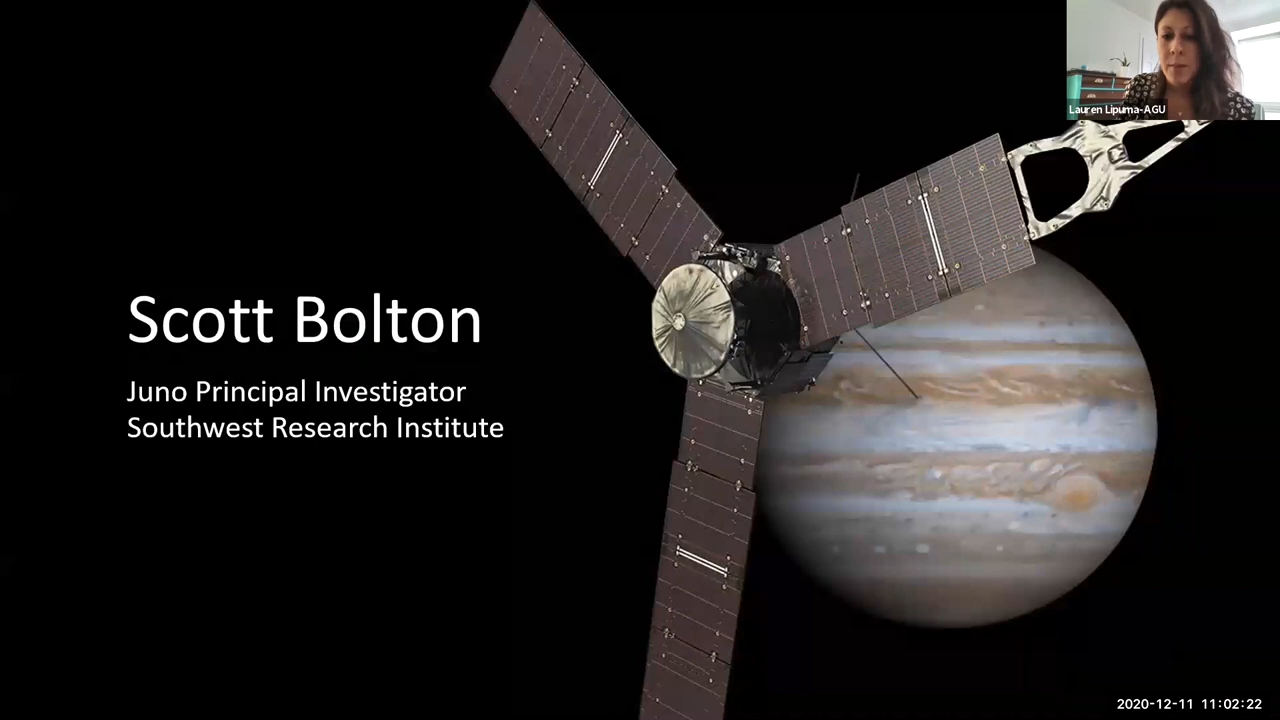 Lauren Lipuma-AGU
Scott Bolton
Juno Principal Investigator
Southwest Research Institute
2020-12-11 11:02:22